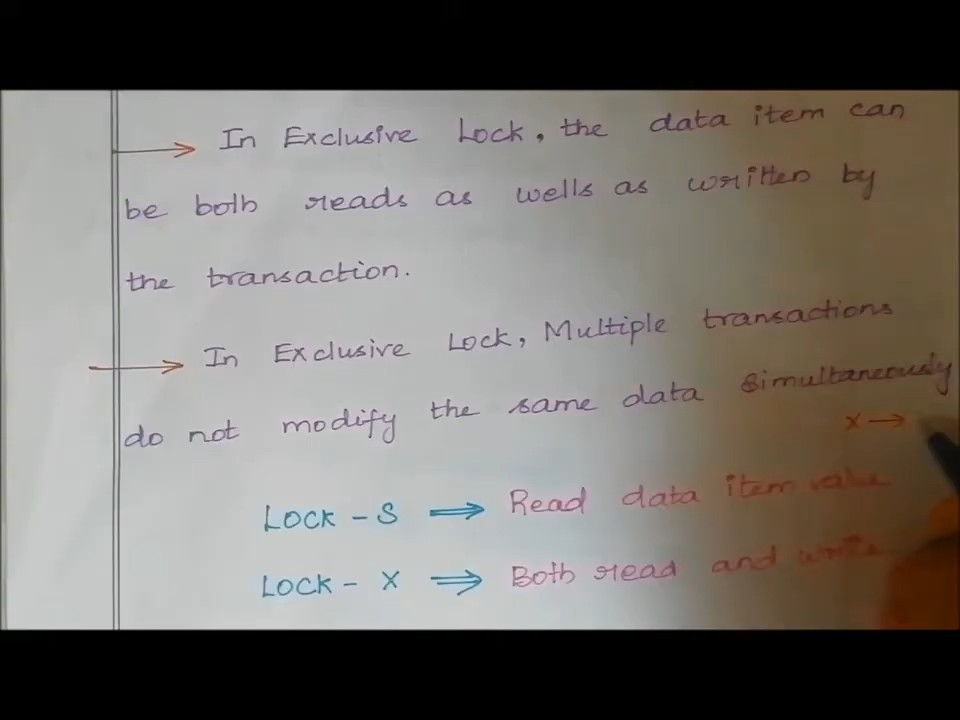 In Exclusive Lock, the data item can
be both reads as wells as written by
the transaction.
In Exclusive Lock, Multiple transactions
do not modify the same data simultaneously
X →
Lock - S ⇒ Read data item value
Lock - X ⇒ Both read and write